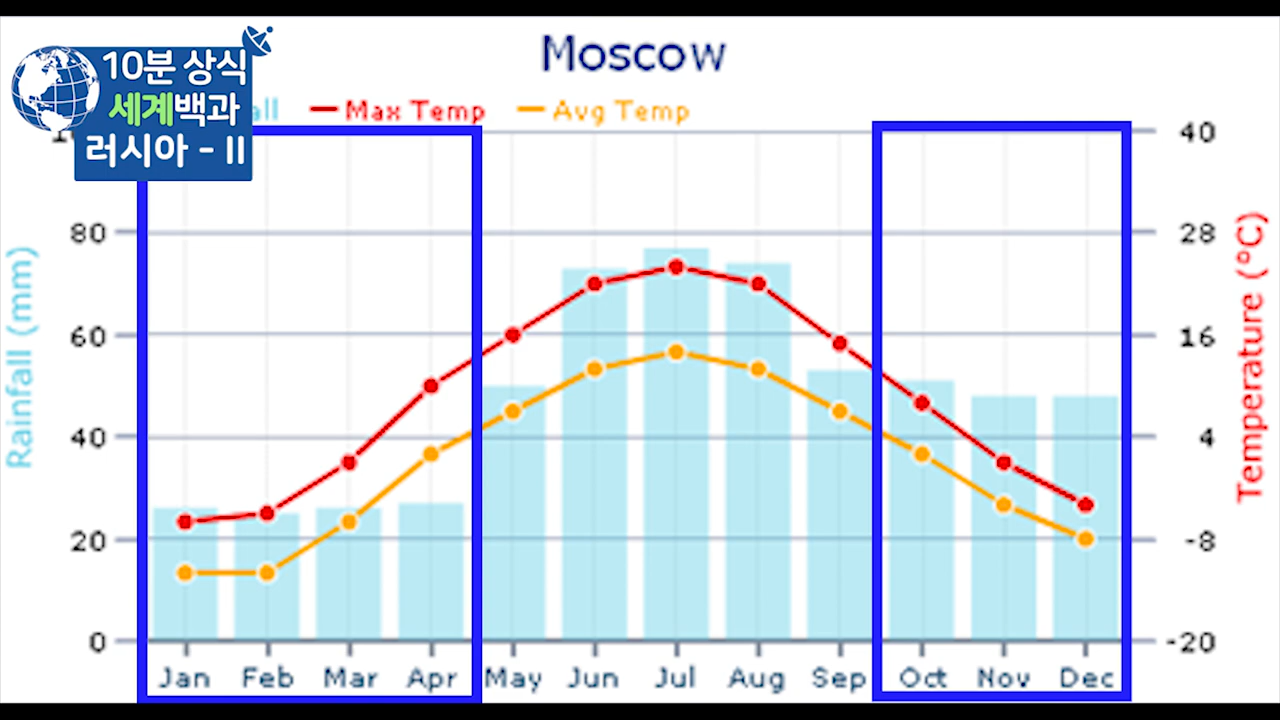 Moscow
10분 상식
세계백과
러시아 - II
all
Max Temp
Avg Temp
80
60
40
20
0
Rainfall (mm)
40
28
16
4
-8
-20
Temperature (°C)
Jan Feb Mar Apr May Jun Jul Aug Sep Oct Nov Dec